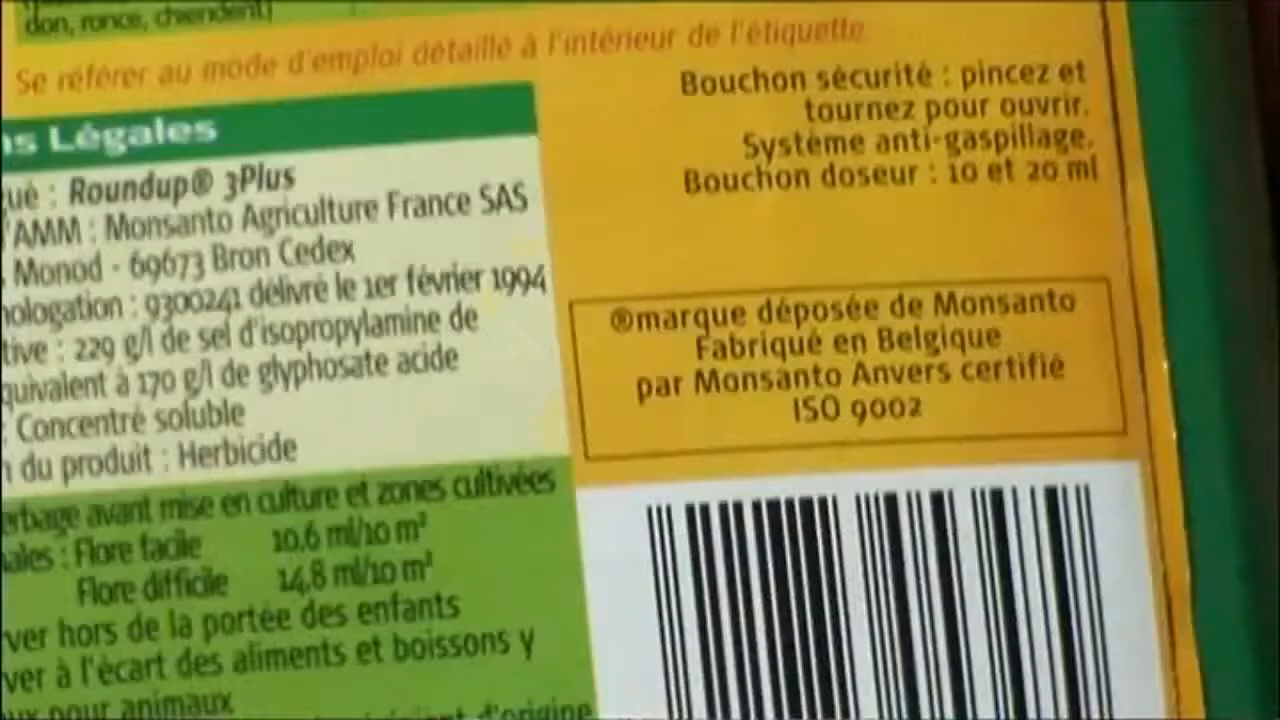 don, ronce, chiendent)
Se référer au mode d'emploi détaillé à l'intérieur de l'étiquette
ns Légales
qué : Roundup® 3Plus
'AMM : Monsanto Agriculture France SAS
Monod - 69673 Bron Cedex
mologation : 9300241 délivré le 1er février 1994
tive : 229 g/l de sel d'isopropylamine de
quivalent à 170 g/l de glyphosate acide
: Concentré soluble
n du produit : Herbicide
erbage avant mise en culture et zones cultivées
ales : Flore facile 10,6 ml/10 m²
Flore difficile 14,8 ml/10 m²
ver hors de la portée des enfants
ver à l'écart des aliments et boissons y
ux pour animaux
d'origine
Bouchon sécurité : pincez et
tournez pour ouvrir.
Système anti-gaspillage.
Bouchon doseur : 10 et 20 ml
®marque déposée de Monsanto
Fabriqué en Belgique
par Monsanto Anvers certifié
ISO 9002